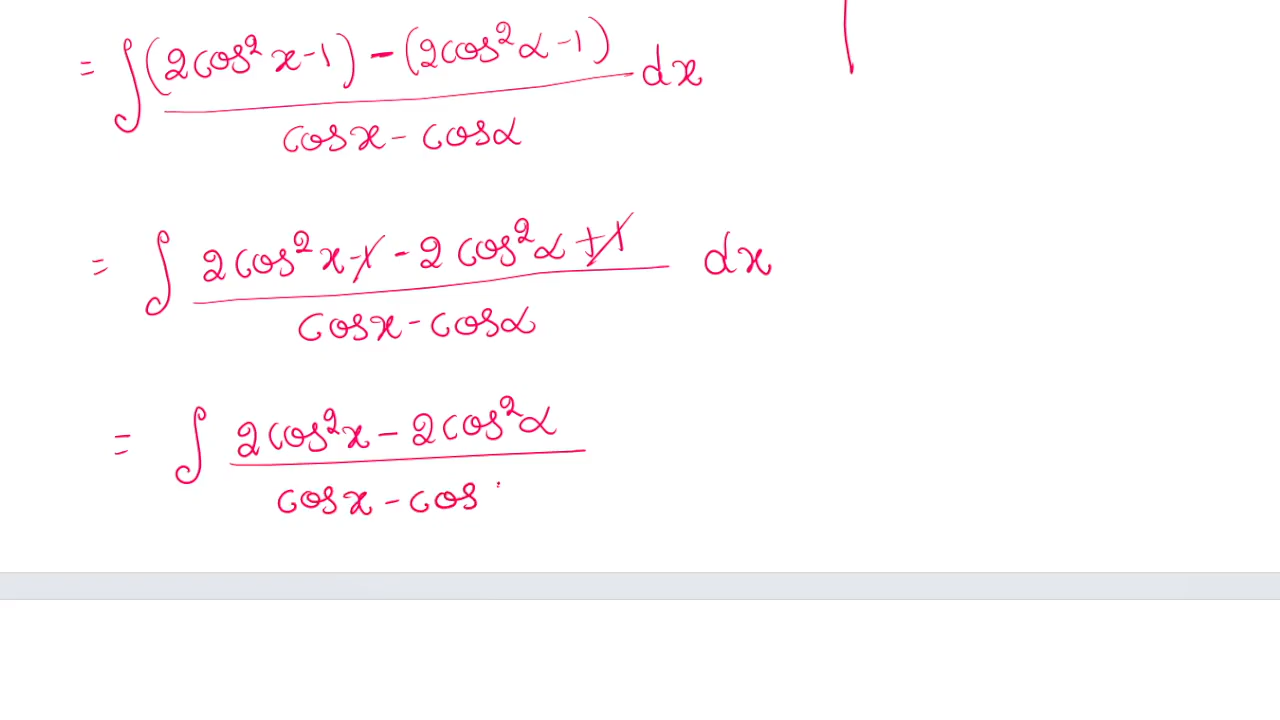 = ∫ (2cos²x-1) - (2cos²α-1) / cosx - cosα dx
= ∫ 2cos²x-1 - 2cos²α+1 / cosx - cosα dx
= ∫ 2cos²x - 2cos²α / cosx - cos